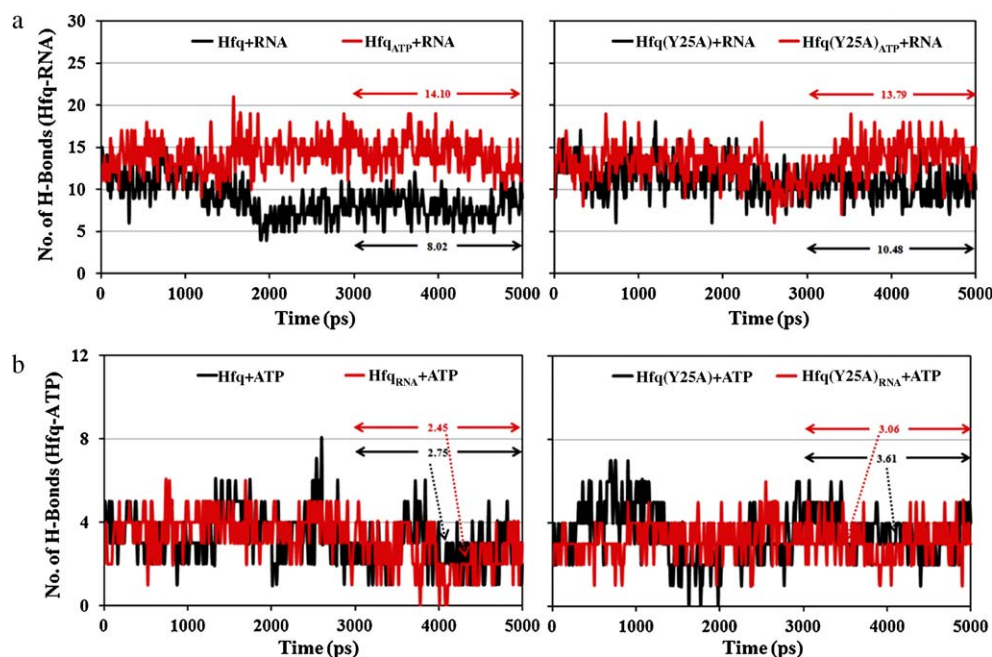 a
No. of H-Bonds (Hfq-RNA)
30
25
20
15
10
5
0
Hfq+RNA
HfqATP+RNA
14.10
8.02
0 1000 2000 3000 4000 5000
Time (ps)
Hfq(Y25A)+RNA
Hfq(Y25A)ATP+RNA
13.79
10.48
0 1000 2000 3000 4000 5000
Time (ps)
b
No. of H-Bonds (Hfq-ATP)
12
8
4
0
Hfq+ATP
HfqRNA+ATP
2.45
2.75
0 1000 2000 3000 4000 5000
Time (ps)
Hfq(Y25A)+ATP
Hfq(Y25A)RNA+ATP
3.06
3.61
0 1000 2000 3000 4000 5000
Time (ps)